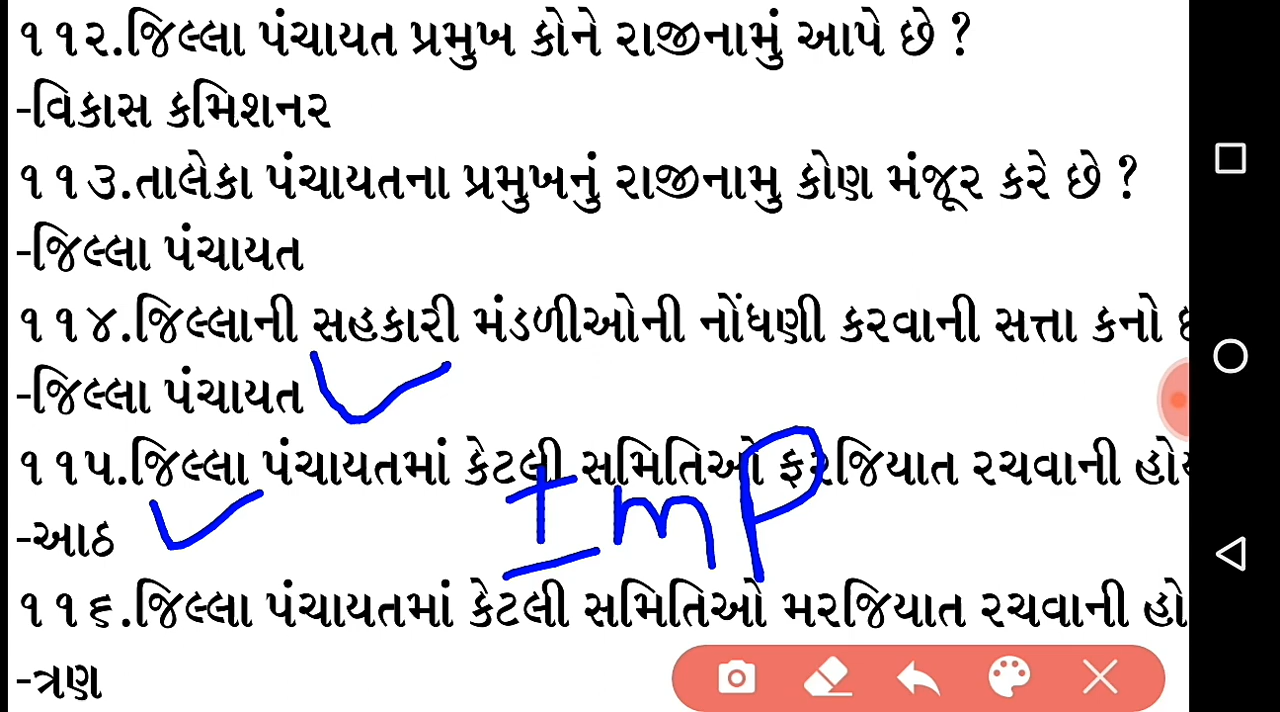 ૧૧૨.જિલ્લા પંચાયત પ્રમુખ કોને રાજીનામું આપે છે ?
-વિકાસ કમિશનર
૧૧૩.તાલેકા પંચાયતના પ્રમુખનું રાજીનામુ કોણ મંજૂર કરે છે ?
-જિલ્લા પંચાયત
૧૧૪.જિલ્લાની સહકારી મંડળીઓની નોંધણી કરવાની સત્તા કનો
-જિલ્લા પંચાયત
૧૧૫.જિલ્લા પંચાયતમાં કેટલી સમિતિઓ ફરજિયાત રચવાની
-આઠ
Imp
૧૧૬.જિલ્લા પંચાયતમાં કેટલી સમિતિઓ મરજિયાત રચવાની હો
-ત્રણ